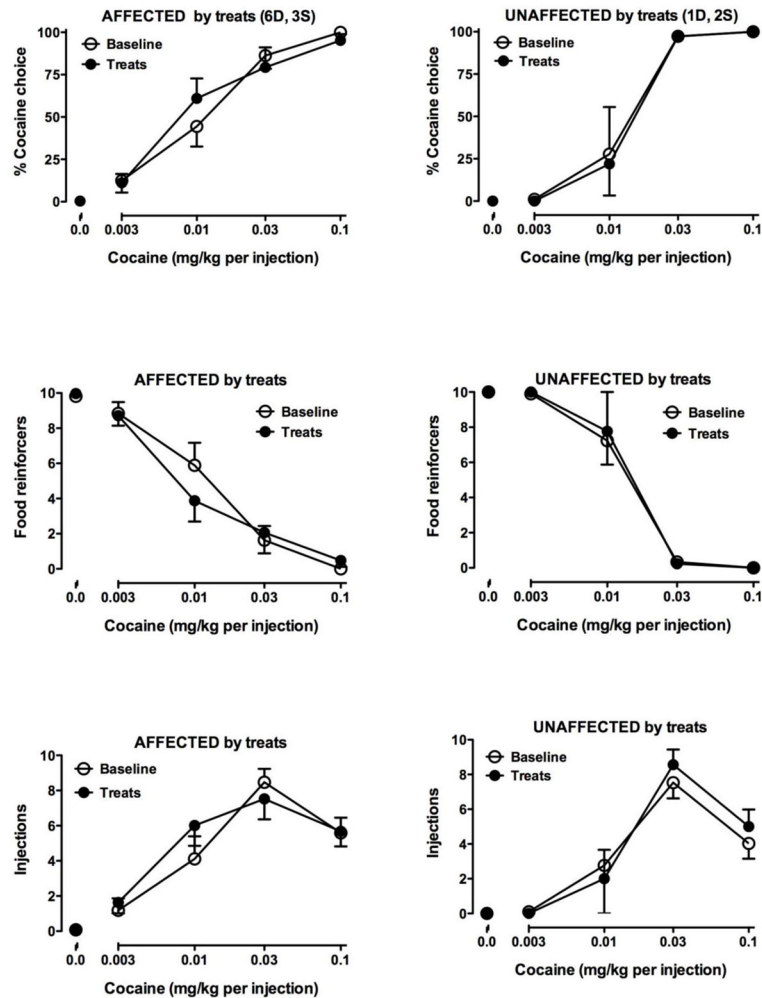 AFFECTED by treats (6D, 3S)
Baseline
Treats
% Cocaine choice
100
75
50
25
0
0.0
0.003
0.01
0.03
0.1
Cocaine (mg/kg per injection)
UNAFFECTED by treats (1D, 2S)
Baseline
Treats
% Cocaine choice
100
75
50
25
0
0.0
0.003
0.01
0.03
0.1
Cocaine (mg/kg per injection)
AFFECTED by treats
Baseline
Treats
Food reinforcers
10
8
6
4
2
0
0.0
0.003
0.01
0.03
0.1
Cocaine (mg/kg per injection)
UNAFFECTED by treats
Baseline
Treats
Food reinforcers
10
8
6
4
2
0
0.0
0.003
0.01
0.03
0.1
Cocaine (mg/kg per injection)
AFFECTED by treats
Baseline
Treats
Injections
10
8
6
4
2
0
0.0
0.003
0.01
0.03
0.1
Cocaine (mg/kg per injection)
UNAFFECTED by treats
Baseline
Treats
Injections
10
8
6
4
2
0
0.0
0.003
0.01
0.03
0.1
Cocaine (mg/kg per injection)